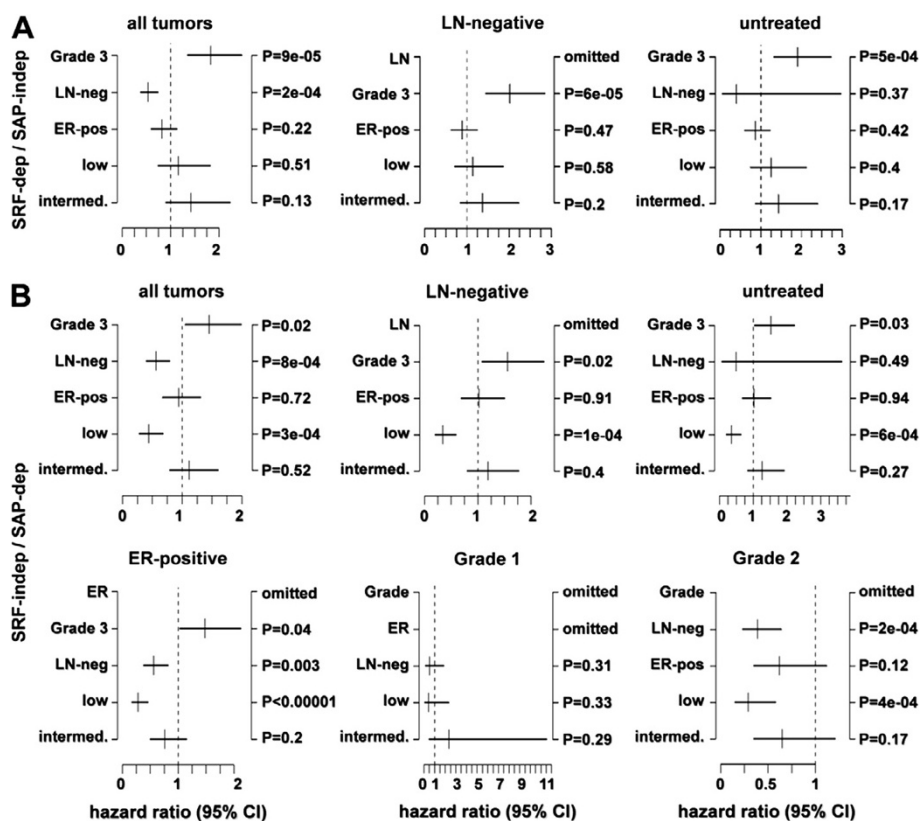 A
all tumors
LN-negative
untreated
SRF-dep / SAP-indep
Grade 3
P=9e-05
LN-neg
P=2e-04
ER-pos
P=0.22
low
P=0.51
intermed.
P=0.13
0 1 2
LN
omitted
Grade 3
P=6e-05
ER-pos
P=0.47
low
P=0.58
intermed.
P=0.2
0 1 2 3
Grade 3
P=5e-04
LN-neg
P=0.37
ER-pos
P=0.42
low
P=0.4
intermed.
P=0.17
0 1 2 3
B
all tumors
LN-negative
untreated
SRF-indep / SAP-dep
Grade 3
P=0.02
LN-neg
P=8e-04
ER-pos
P=0.72
low
P=3e-04
intermed.
P=0.52
0 1 2
LN
omitted
Grade 3
P=0.02
ER-pos
P=0.91
low
P=1e-04
intermed.
P=0.4
0 1 2
Grade 3
P=0.03
LN-neg
P=0.49
ER-pos
P=0.94
low
P=6e-04
intermed.
P=0.27
0 1 2 3
ER-positive
Grade 1
Grade 2
ER
omitted
Grade 3
P=0.04
LN-neg
P=0.003
low
P<0.00001
intermed.
P=0.2
0 1 2
hazard ratio (95% CI)
Grade
omitted
ER
omitted
LN-neg
P=0.31
low
P=0.33
intermed.
P=0.29
0 1 3 5 7 9 11
hazard ratio (95% CI)
Grade
omitted
LN-neg
P=2e-04
ER-pos
P=0.12
low
P=4e-04
intermed.
P=0.17
0 0.5 1
hazard ratio (95% CI)